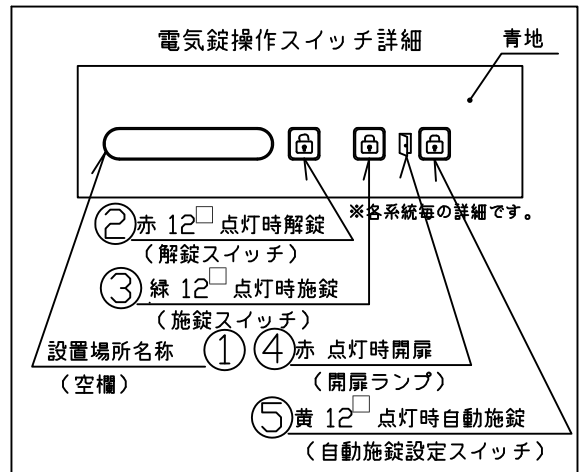 電気錠操作スイッチ詳細
青地
※各系統毎の詳細です。
②赤 12□ 点灯時解錠
(解錠スイッチ)
③緑 12□ 点灯時施錠
(施錠スイッチ)
設置場所名称 ①
(空欄)
④赤 点灯時開扉
(開扉ランプ)
⑤黄 12□ 点灯時自動施錠
(自動施錠設定スイッチ)